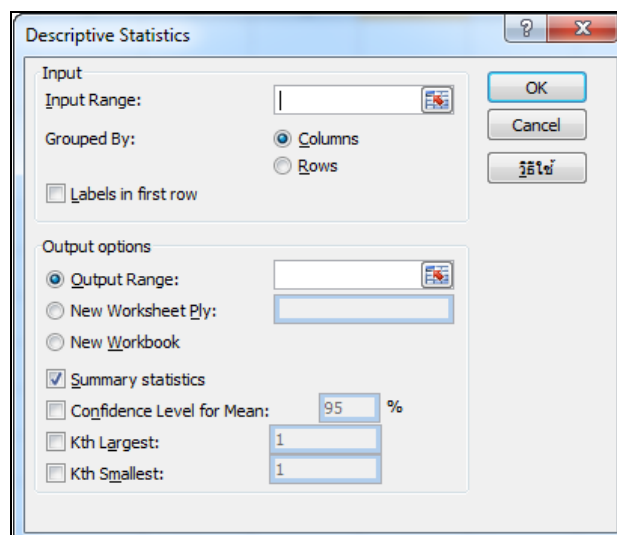 Descriptive Statistics
?
X
Input
Input Range:
OK
Grouped By:
Columns
Cancel
Rows
วิธีใช้
Labels in first row
Output options
Output Range:
New Worksheet Ply:
New Workbook
Summary statistics
Confidence Level for Mean:
95
%
Kth Largest:
1
Kth Smallest:
1